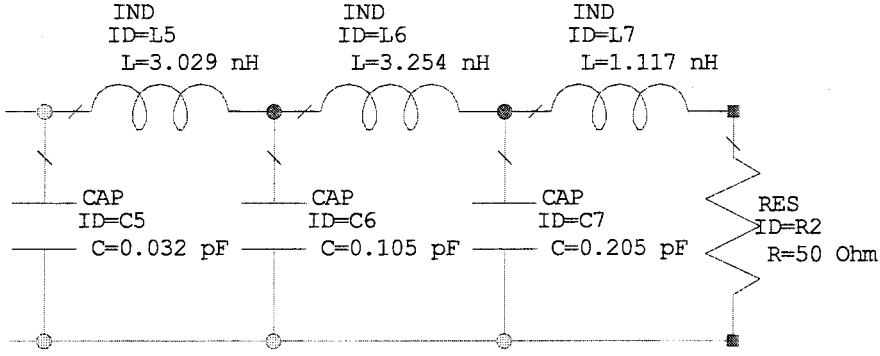 IND
ID=L5
L=3.029 nH
IND
ID=L6
L=3.254 nH
IND
ID=L7
L=1.117 nH
CAP
ID=C5
C=0.032 pF
CAP
ID=C6
C=0.105 pF
CAP
ID=C7
C=0.205 pF
RES
ID=R2
R=50 Ohm